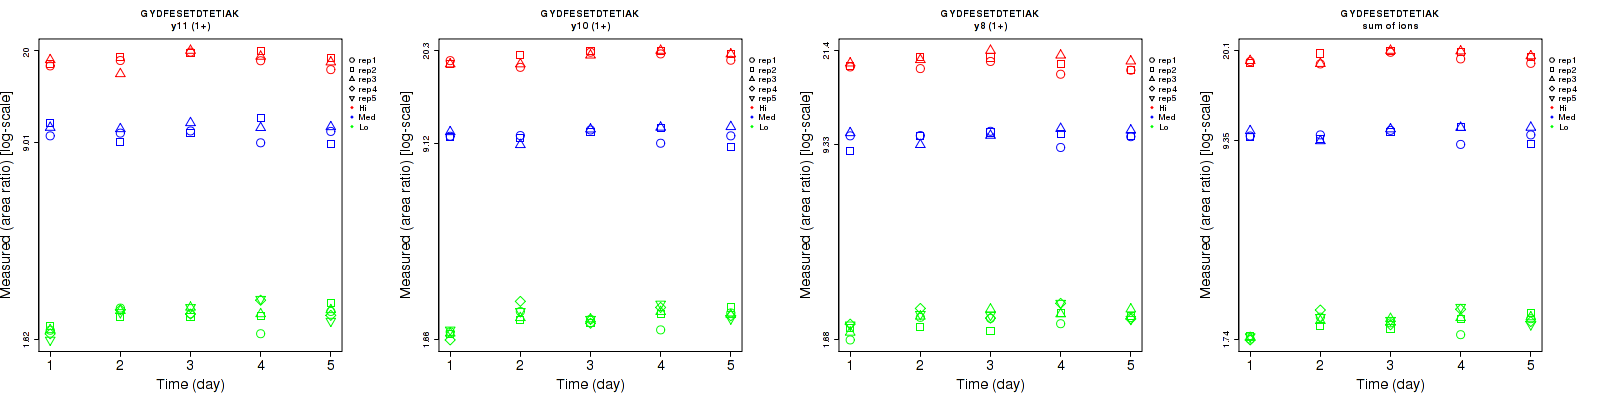 GYDFESETDTETIAK
y11 (1+)
Measured (area ratio) [log-scale]
20
9.01
1.62
1 2 3 4 5
Time (day)
rep1
rep2
rep3
rep4
rep5
Hi
Med
Lo
GYDFESETDTETIAK
y10 (1+)
Measured (area ratio) [log-scale]
20.3
9.12
1.66
1 2 3 4 5
Time (day)
rep1
rep2
rep3
rep4
rep5
Hi
Med
Lo
GYDFESETDTETIAK
y8 (1+)
Measured (area ratio) [log-scale]
21.4
9.33
1.68
1 2 3 4 5
Time (day)
rep1
rep2
rep3
rep4
rep5
Hi
Med
Lo
GYDFESETDTETIAK
sum of ions
Measured (area ratio) [log-scale]
20.1
9.35
1.74
1 2 3 4 5
Time (day)
rep1
rep2
rep3
rep4
rep5
Hi
Med
Lo